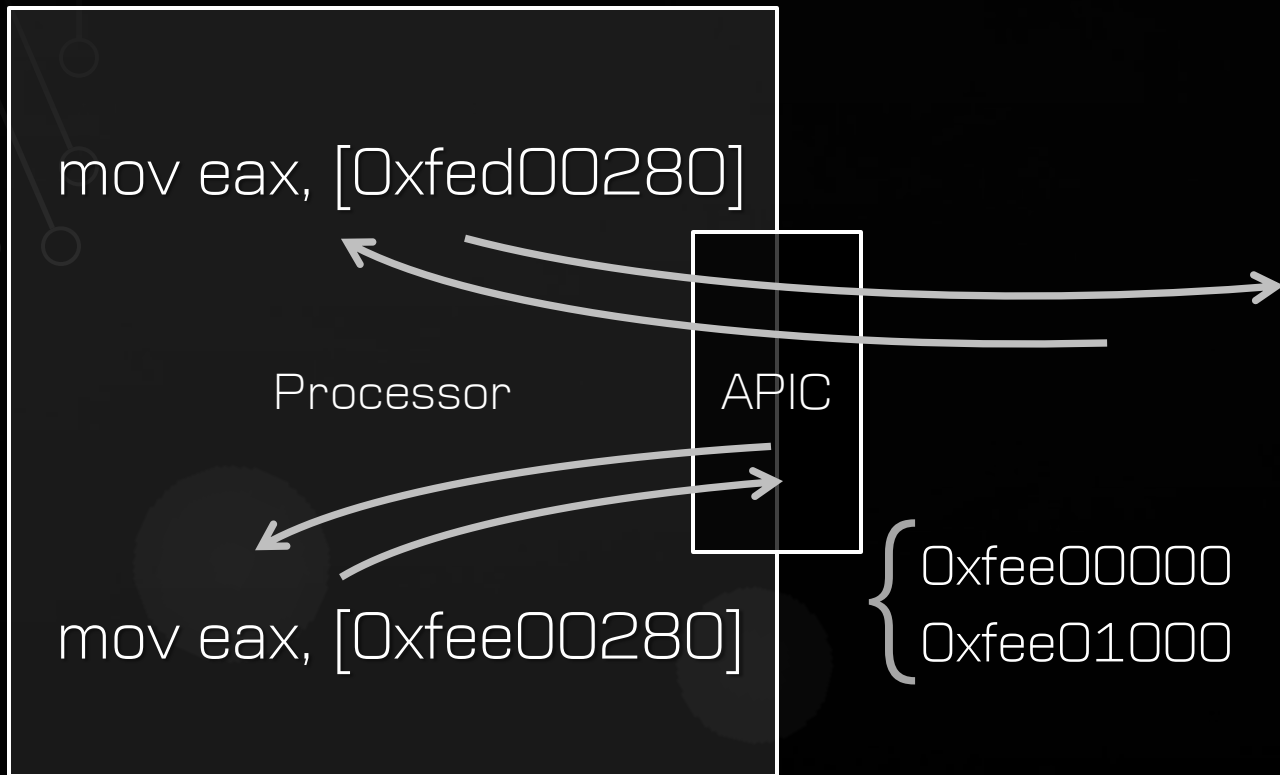 mov eax, [0xfed00280]
Processor
APIC
mov eax, [0xfee00280]
0xfee00000
0xfee01000